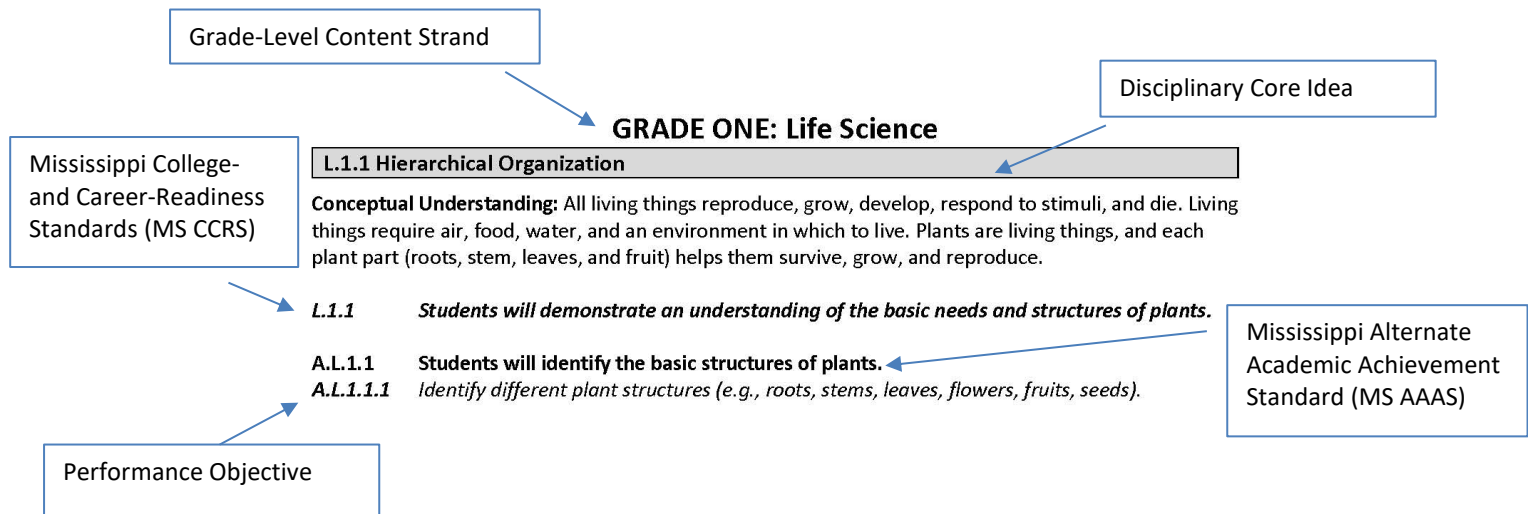 Grade-Level Content Strand
Disciplinary Core Idea
GRADE ONE: Life Science
Mississippi College-
and Career-Readiness
Standards (MS CCRS)
L.1.1 Hierarchical Organization
Conceptual Understanding: All living things reproduce, grow, develop, respond to stimuli, and die. Living
things require air, food, water, and an environment in which to live. Plants are living things, and each
plant part (roots, stem, leaves, and fruit) helps them survive, grow, and reproduce.
L.1.1 Students will demonstrate an understanding of the basic needs and structures of plants.
Mississippi Alternate
Academic Achievement
Standard (MS AAAS)
A.L.1.1 Students will identify the basic structures of plants.
A.L.1.1.1 Identify different plant structures (e.g., roots, stems, leaves, flowers, fruits, seeds).
Performance Objective